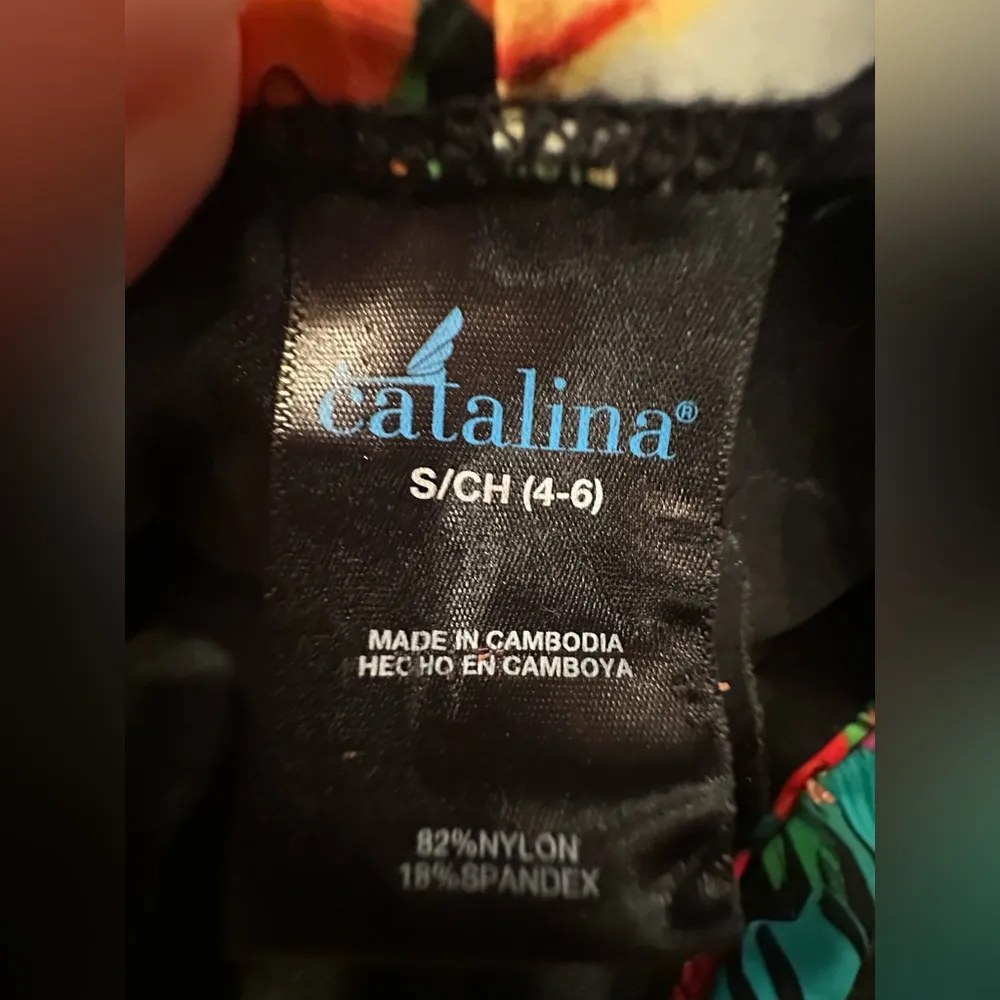 catalina®
S/CH (4-6)
MADE IN CAMBODIA
HECHO EN CAMBOYA
82%NYLON
18%SPANDEX